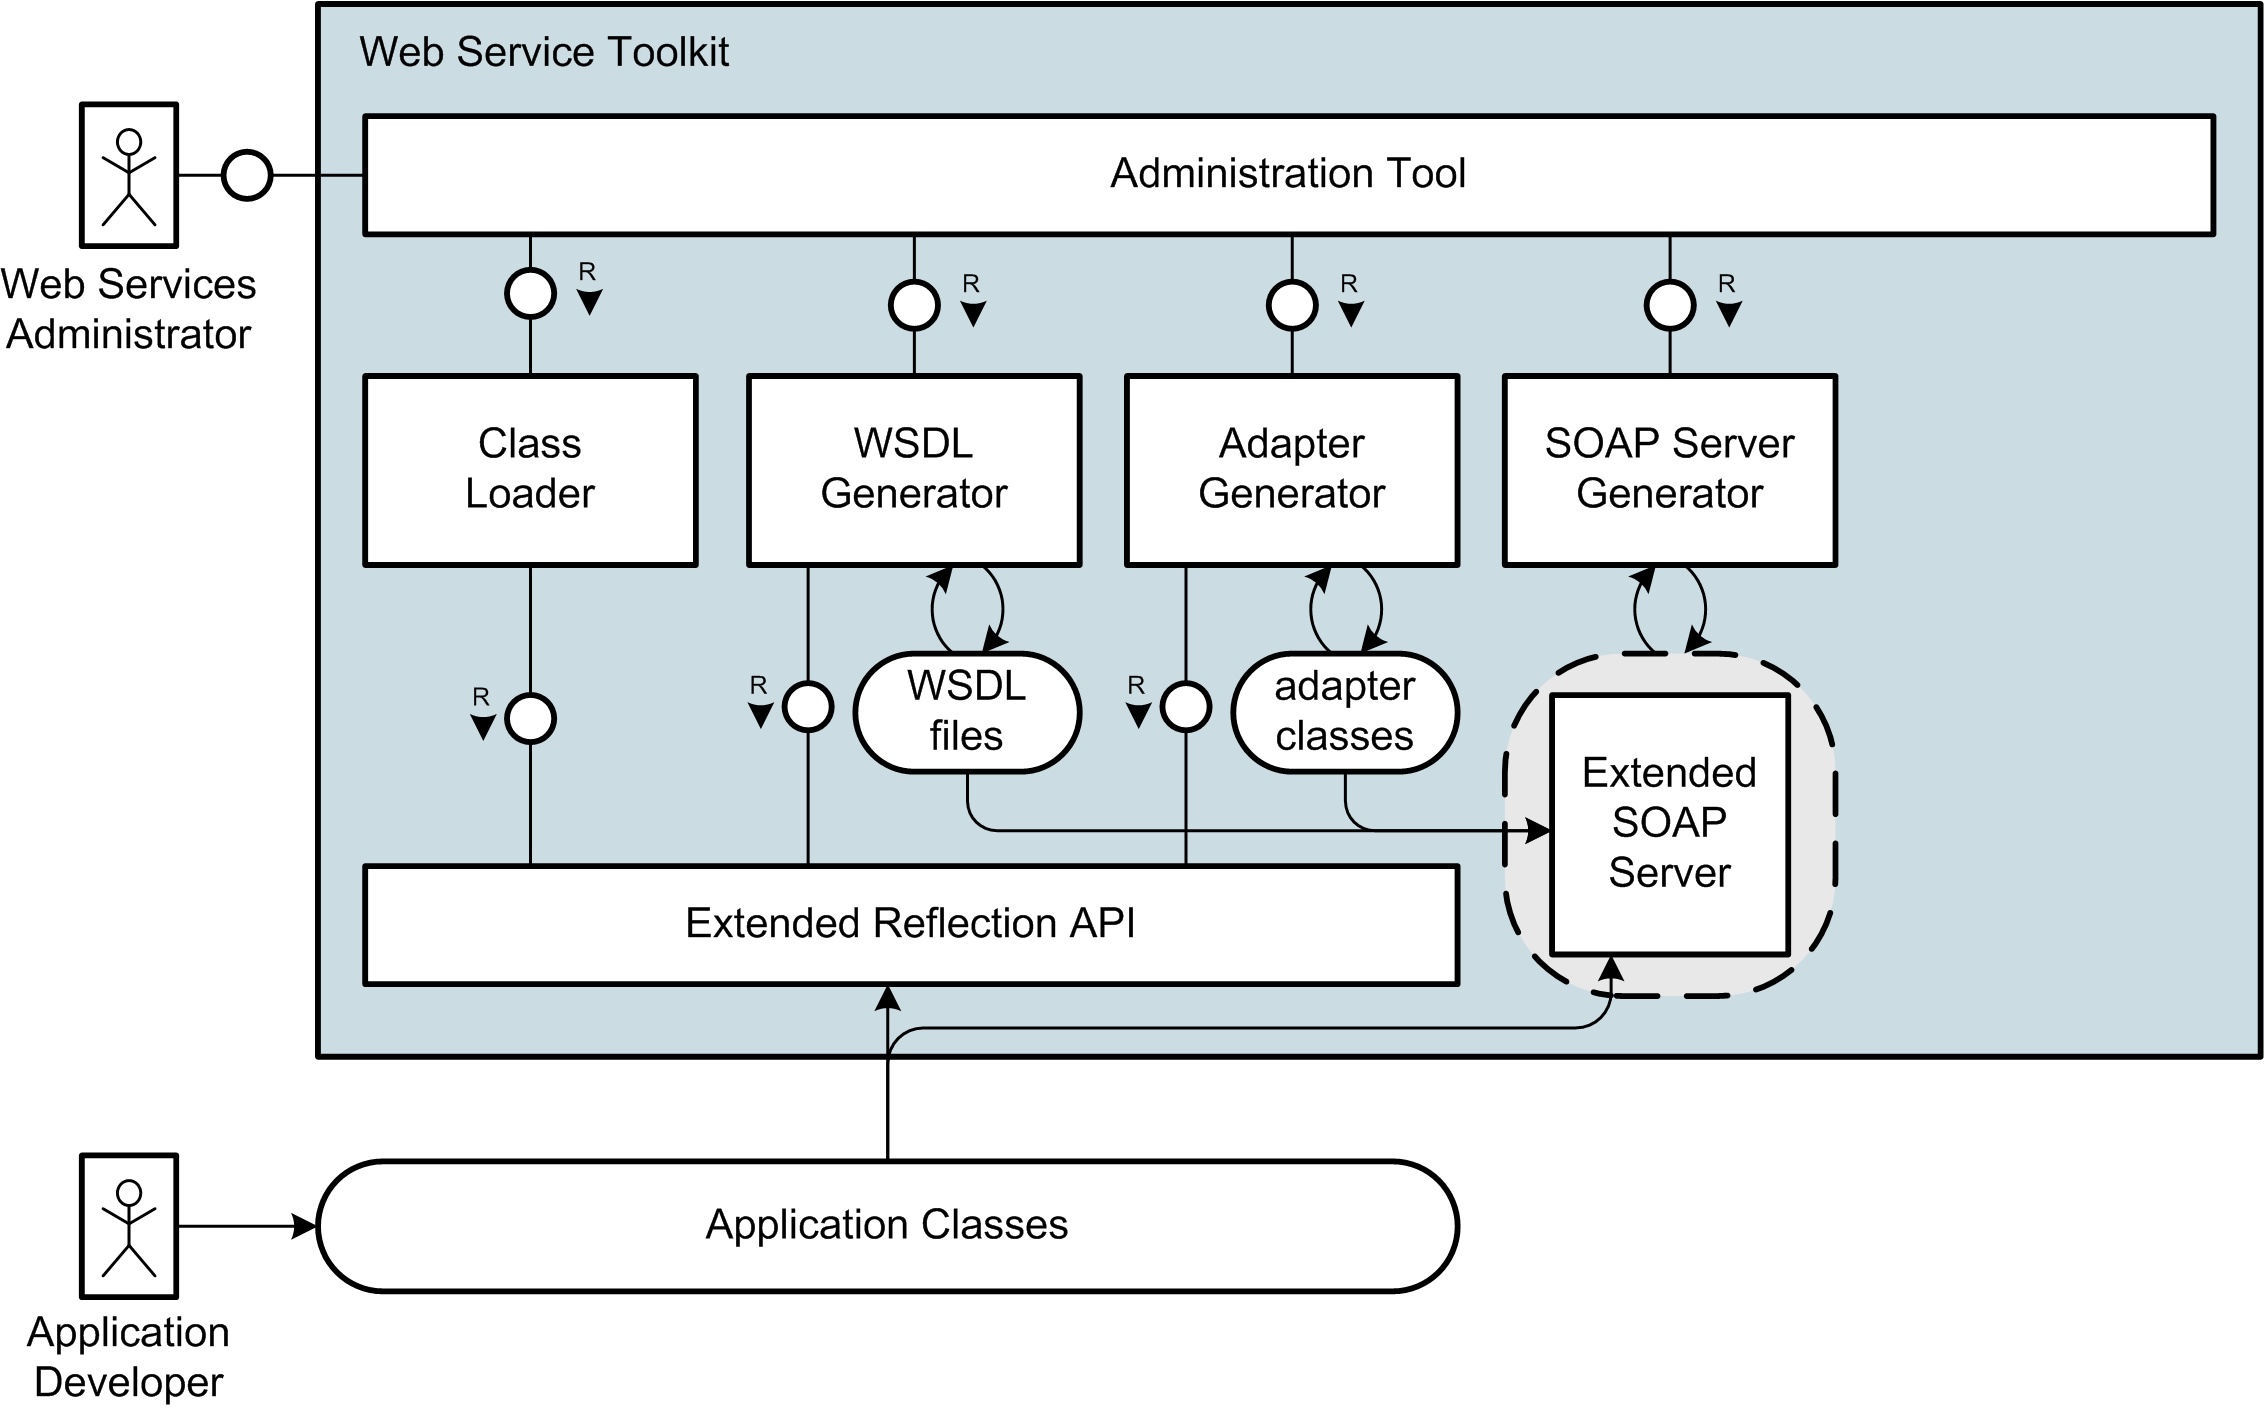 Web Service Toolkit
Administration Tool
Web Services
Administrator
R
R
R
R
Class
Loader
WSDL
Generator
Adapter
Generator
SOAP Server
Generator
R
R
R
WSDL
files
adapter
classes
Extended
SOAP
Server
Extended Reflection API
Application Classes
Application
Developer